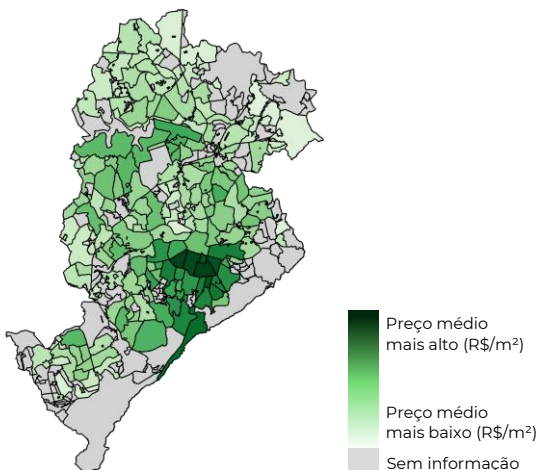 Preço médio
mais alto (R$/m²)
Preço médio
mais baixo (R$/m²)
Sem informação